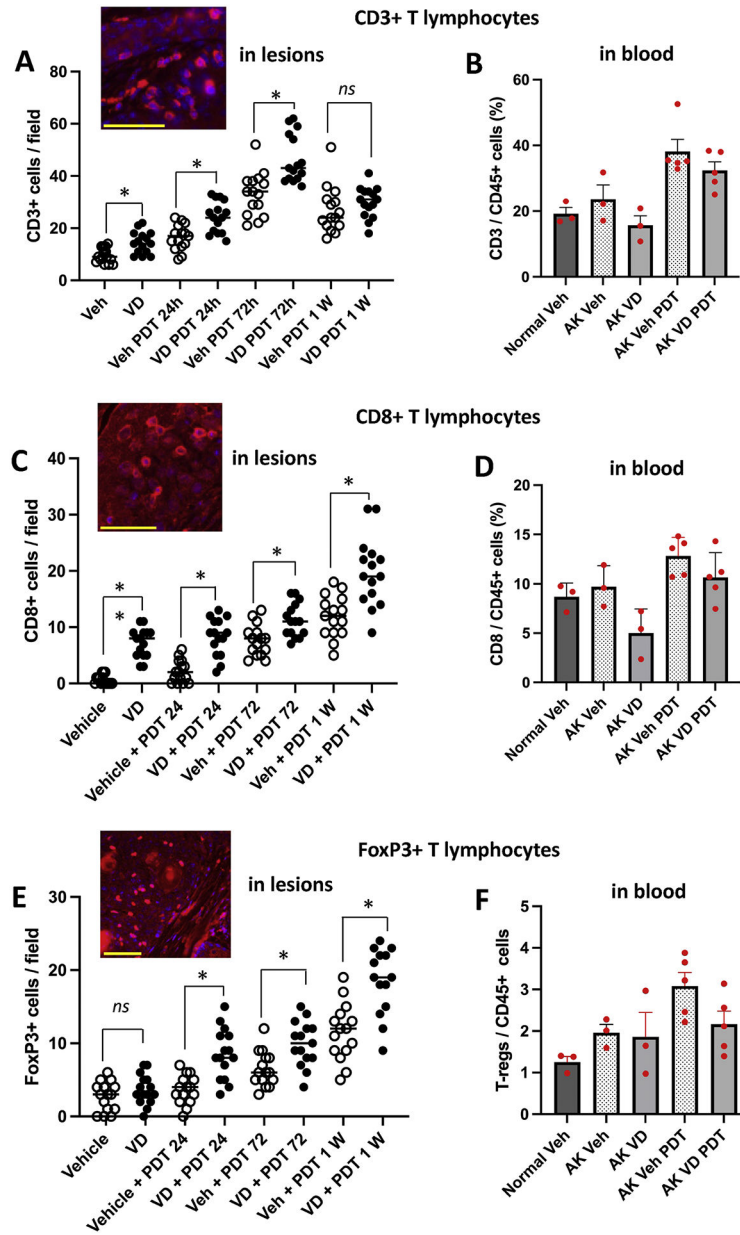 CD3+ T lymphocytes
A
in lesions
CD3+ cells / field
80
60
40
20
0
*
*
*
ns
Veh
VD
Veh PDT 24h
VD PDT 24h
Veh PDT 72h
VD PDT 72h
Veh PDT 1 W
VD PDT 1 W
B
in blood
CD3 / CD45+ cells (%)
60
40
20
0
Normal Veh
AK Veh
AK VD
AK Veh PDT
AK VD PDT
CD8+ T lymphocytes
C
in lesions
CD8+ cells / field
40
30
20
10
0
*
*
*
*
*
Vehicle
VD
Vehicle + PDT 24
VD + PDT 24
Veh + PDT 72
VD + PDT 72
Veh + PDT 1 W
VD + PDT 1 W
D
in blood
CD8 / CD45+ cells (%)
20
15
10
5
0
Normal Veh
AK Veh
AK VD
AK Veh PDT
AK VD PDT
FoxP3+ T lymphocytes
E
in lesions
FoxP3+ cells / field
30
20
10
0
ns
*
*
*
Vehicle
VD
Vehicle + PDT 24
VD + PDT 24
Veh + PDT 72
VD + PDT 72
Veh + PDT 1 W
VD + PDT 1 W
F
in blood
T-regs / CD45+ cells
5
4
3
2
1
0
Normal Veh
AK Veh
AK VD
AK Veh PDT
AK VD PDT